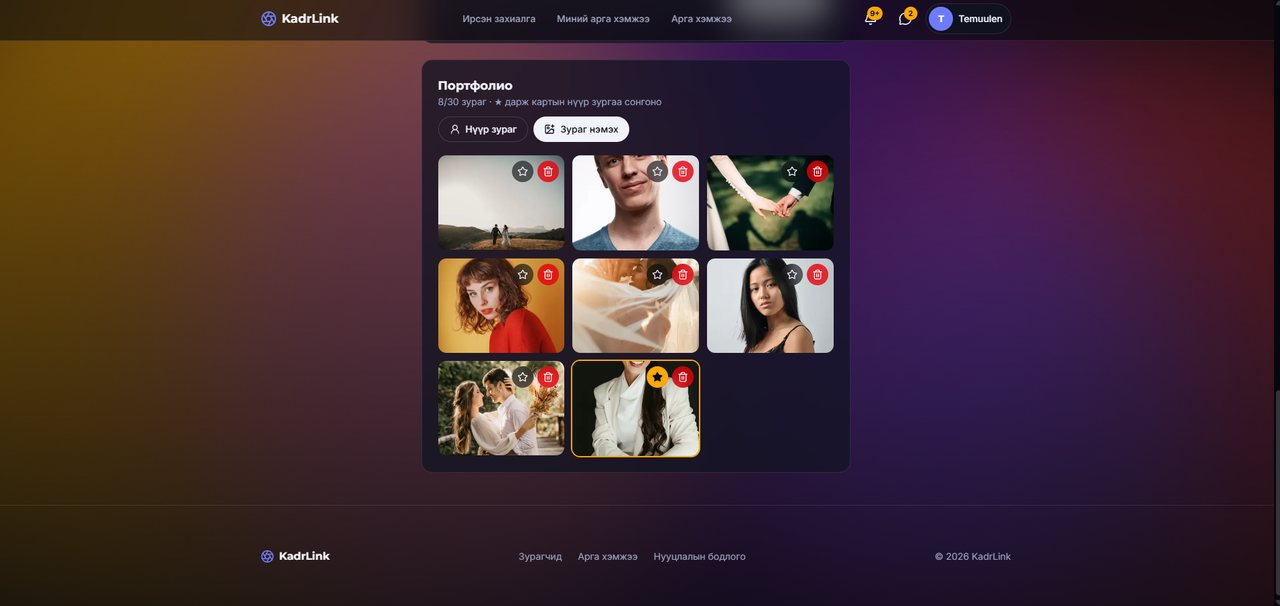 KadrLink
Ирсэн захиалга
Миний арга хэмжээ
Арга хэмжээ
9+
2
T
Temuulen
Портфолио
8/30 зураг · ★ дарж картын нүүр зургаа сонгоно
Нүүр зураг
Зураг нэмэх
KadrLink
Зурагчид
Арга хэмжээ
Нууцлалын бодлого
© 2026 KadrLink